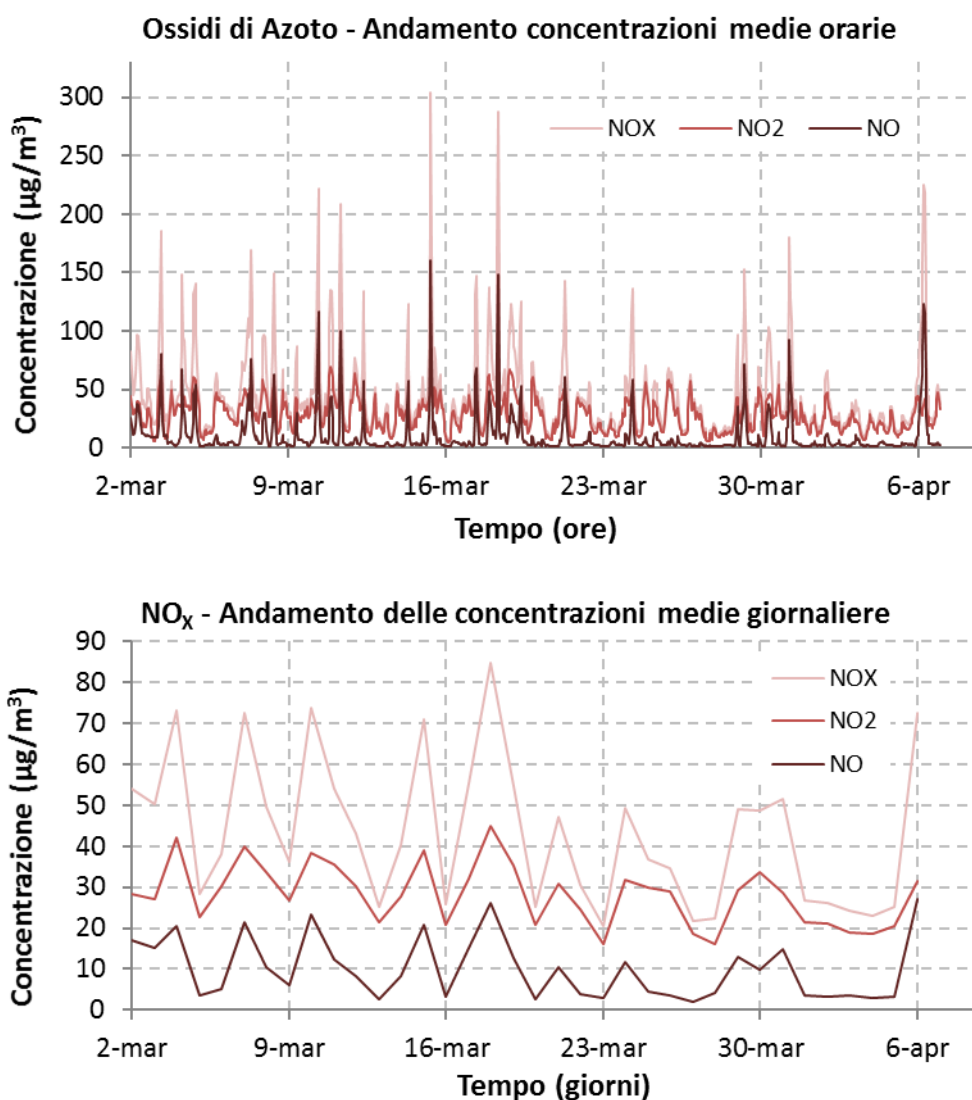 Ossidi di Azoto - Andamento concentrazioni medie orarie
Concentrazione (µg/m³)
300
250
200
150
100
50
0
NOX NO2 NO
2-mar 9-mar 16-mar 23-mar 30-mar 6-apr
Tempo (ore)
NOₓ - Andamento delle concentrazioni medie giornaliere
Concentrazione (µg/m³)
90
80
70
60
50
40
30
20
10
0
NOX
NO2
NO
2-mar 9-mar 16-mar 23-mar 30-mar 6-apr
Tempo (giorni)